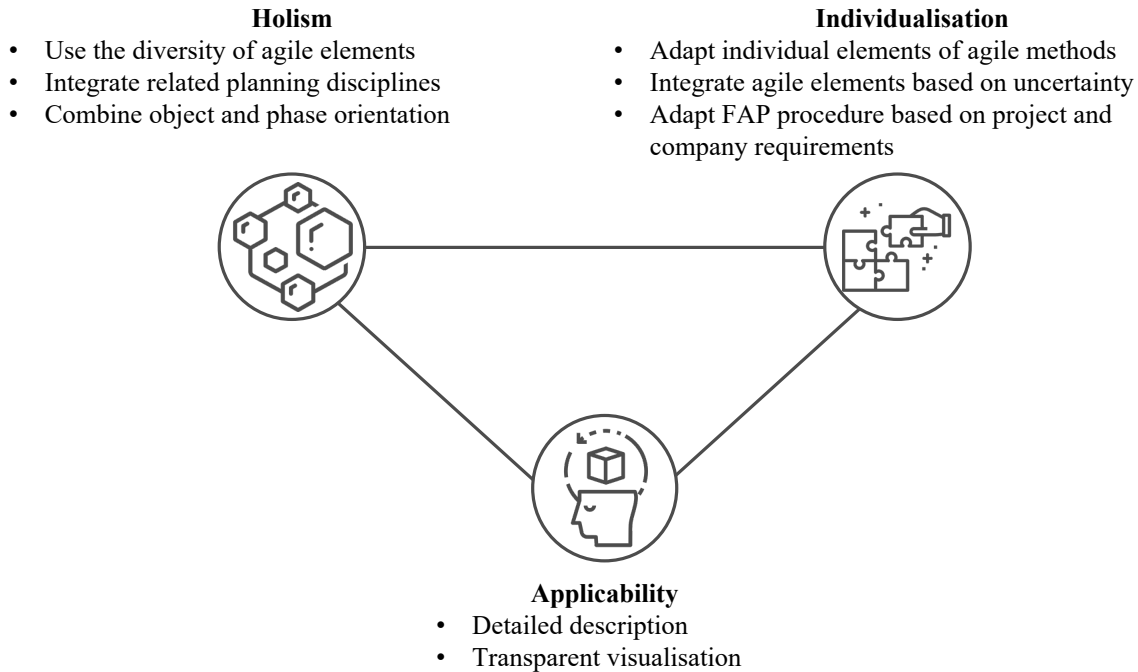 Holism
• Use the diversity of agile elements
• Integrate related planning disciplines
• Combine object and phase orientation
Individualisation
• Adapt individual elements of agile methods
• Integrate agile elements based on uncertainty
• Adapt FAP procedure based on project and
company requirements
Applicability
• Detailed description
• Transparent visualisation